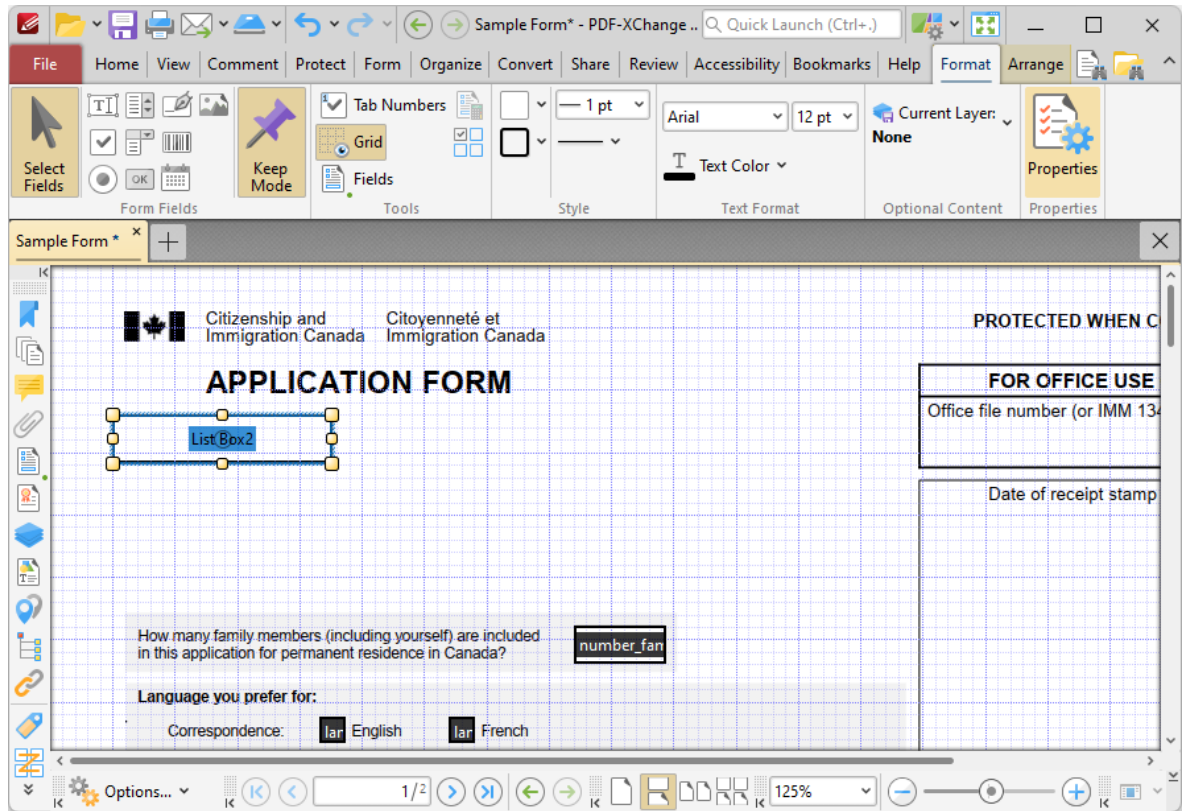 Sample Form* - PDF-XChange ..
Quick Launch (Ctrl+.)
File Home View Comment Protect Form Organize Convert Share Review Accessibility Bookmarks Help Format Arrange
Select Fields
OK
Keep Mode
Form Fields
Tab Numbers
Grid
Fields
Tools
1 pt
Style
Arial 12 pt
Text Color
Text Format
Current Layer:
None
Optional Content
Properties
Properties
Sample Form *
Citizenship and Citoyenneté et
Immigration Canada Immigration Canada
PROTECTED WHEN C
APPLICATION FORM
FOR OFFICE USE
Office file number (or IMM 134
List Box2
Date of receipt stamp
How many family members (including yourself) are included
in this application for permanent residence in Canada?
number_fan
Language you prefer for:
Correspondence: lar English lar French
Options... 1/2 125%